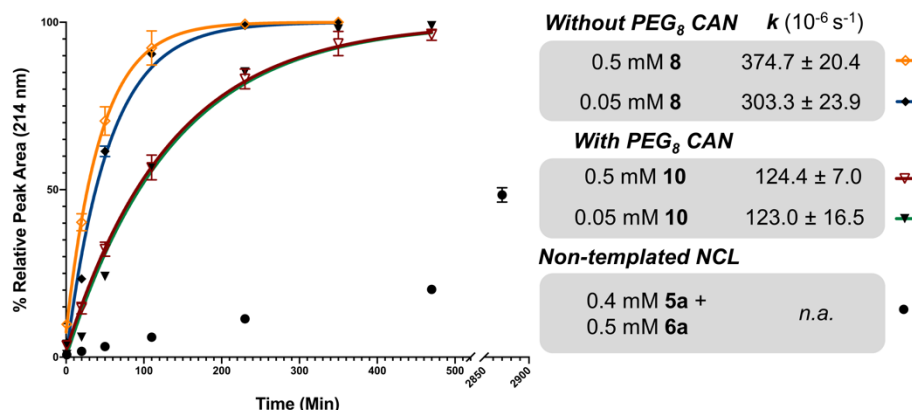 % Relative Peak Area (214 nm)
100
50
0
0
100
200
300
400
500
2850
2900
Time (Min)
Without PEG₈ CAN k (10⁻⁶ s⁻¹)
0.5 mM 8 374.7 ± 20.4
0.05 mM 8 303.3 ± 23.9
With PEG₈ CAN
0.5 mM 10 124.4 ± 7.0
0.05 mM 10 123.0 ± 16.5
Non-templated NCL
0.4 mM 5a +
0.5 mM 6a
n.a.